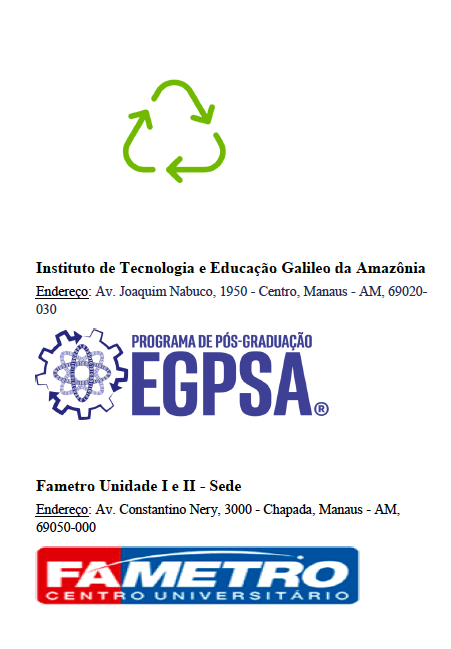 Instituto de Tecnologia e Educação Galileo da Amazônia
Endereço: Av. Joaquim Nabuco, 1950 - Centro, Manaus - AM, 69020-
030
PROGRAMA DE PÓS-GRADUAÇÃO
EGPSA®
Fametro Unidade I e II - Sede
Endereço: Av. Constantino Nery, 3000 - Chapada, Manaus - AM,
69050-000
FAMETRO
CENTRO UNIVERSITÁRIO